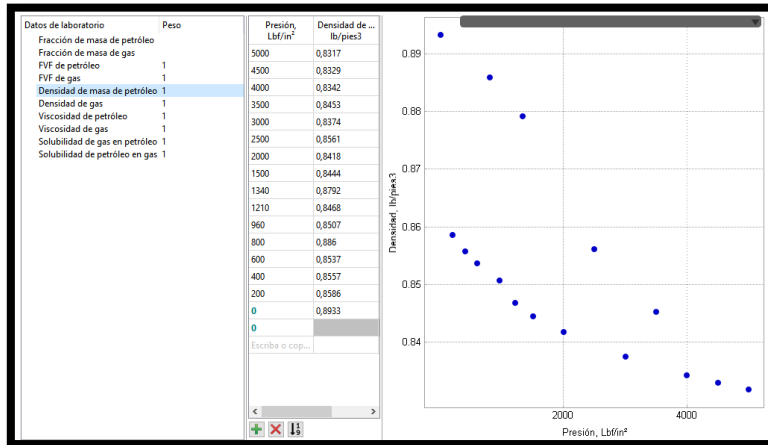 Datos de laboratorio Peso
Fracción de masa de petróleo
Fracción de masa de gas
FVF de petróleo 1
FVF de gas 1
Densidad de masa de petróleo 1
Densidad de gas 1
Viscosidad de petróleo 1
Viscosidad de gas 1
Solubilidad de gas en petróleo 1
Solubilidad de petróleo en gas 1
Presión, Densidad de ...
Lbf/in² lb/pies3
5000 0,8317
4500 0,8329
4000 0,8342
3500 0,8453
3000 0,8374
2500 0,8561
2000 0,8418
1500 0,8444
1340 0,8792
1210 0,8468
960 0,8507
800 0,886
600 0,8537
400 0,8557
200 0,8586
0 0,8933
0
Escriba o cop...
Densidad, lb/pies3
0.89
0.88
0.87
0.86
0.85
0.84
2000 4000
Presión, Lbf/in²